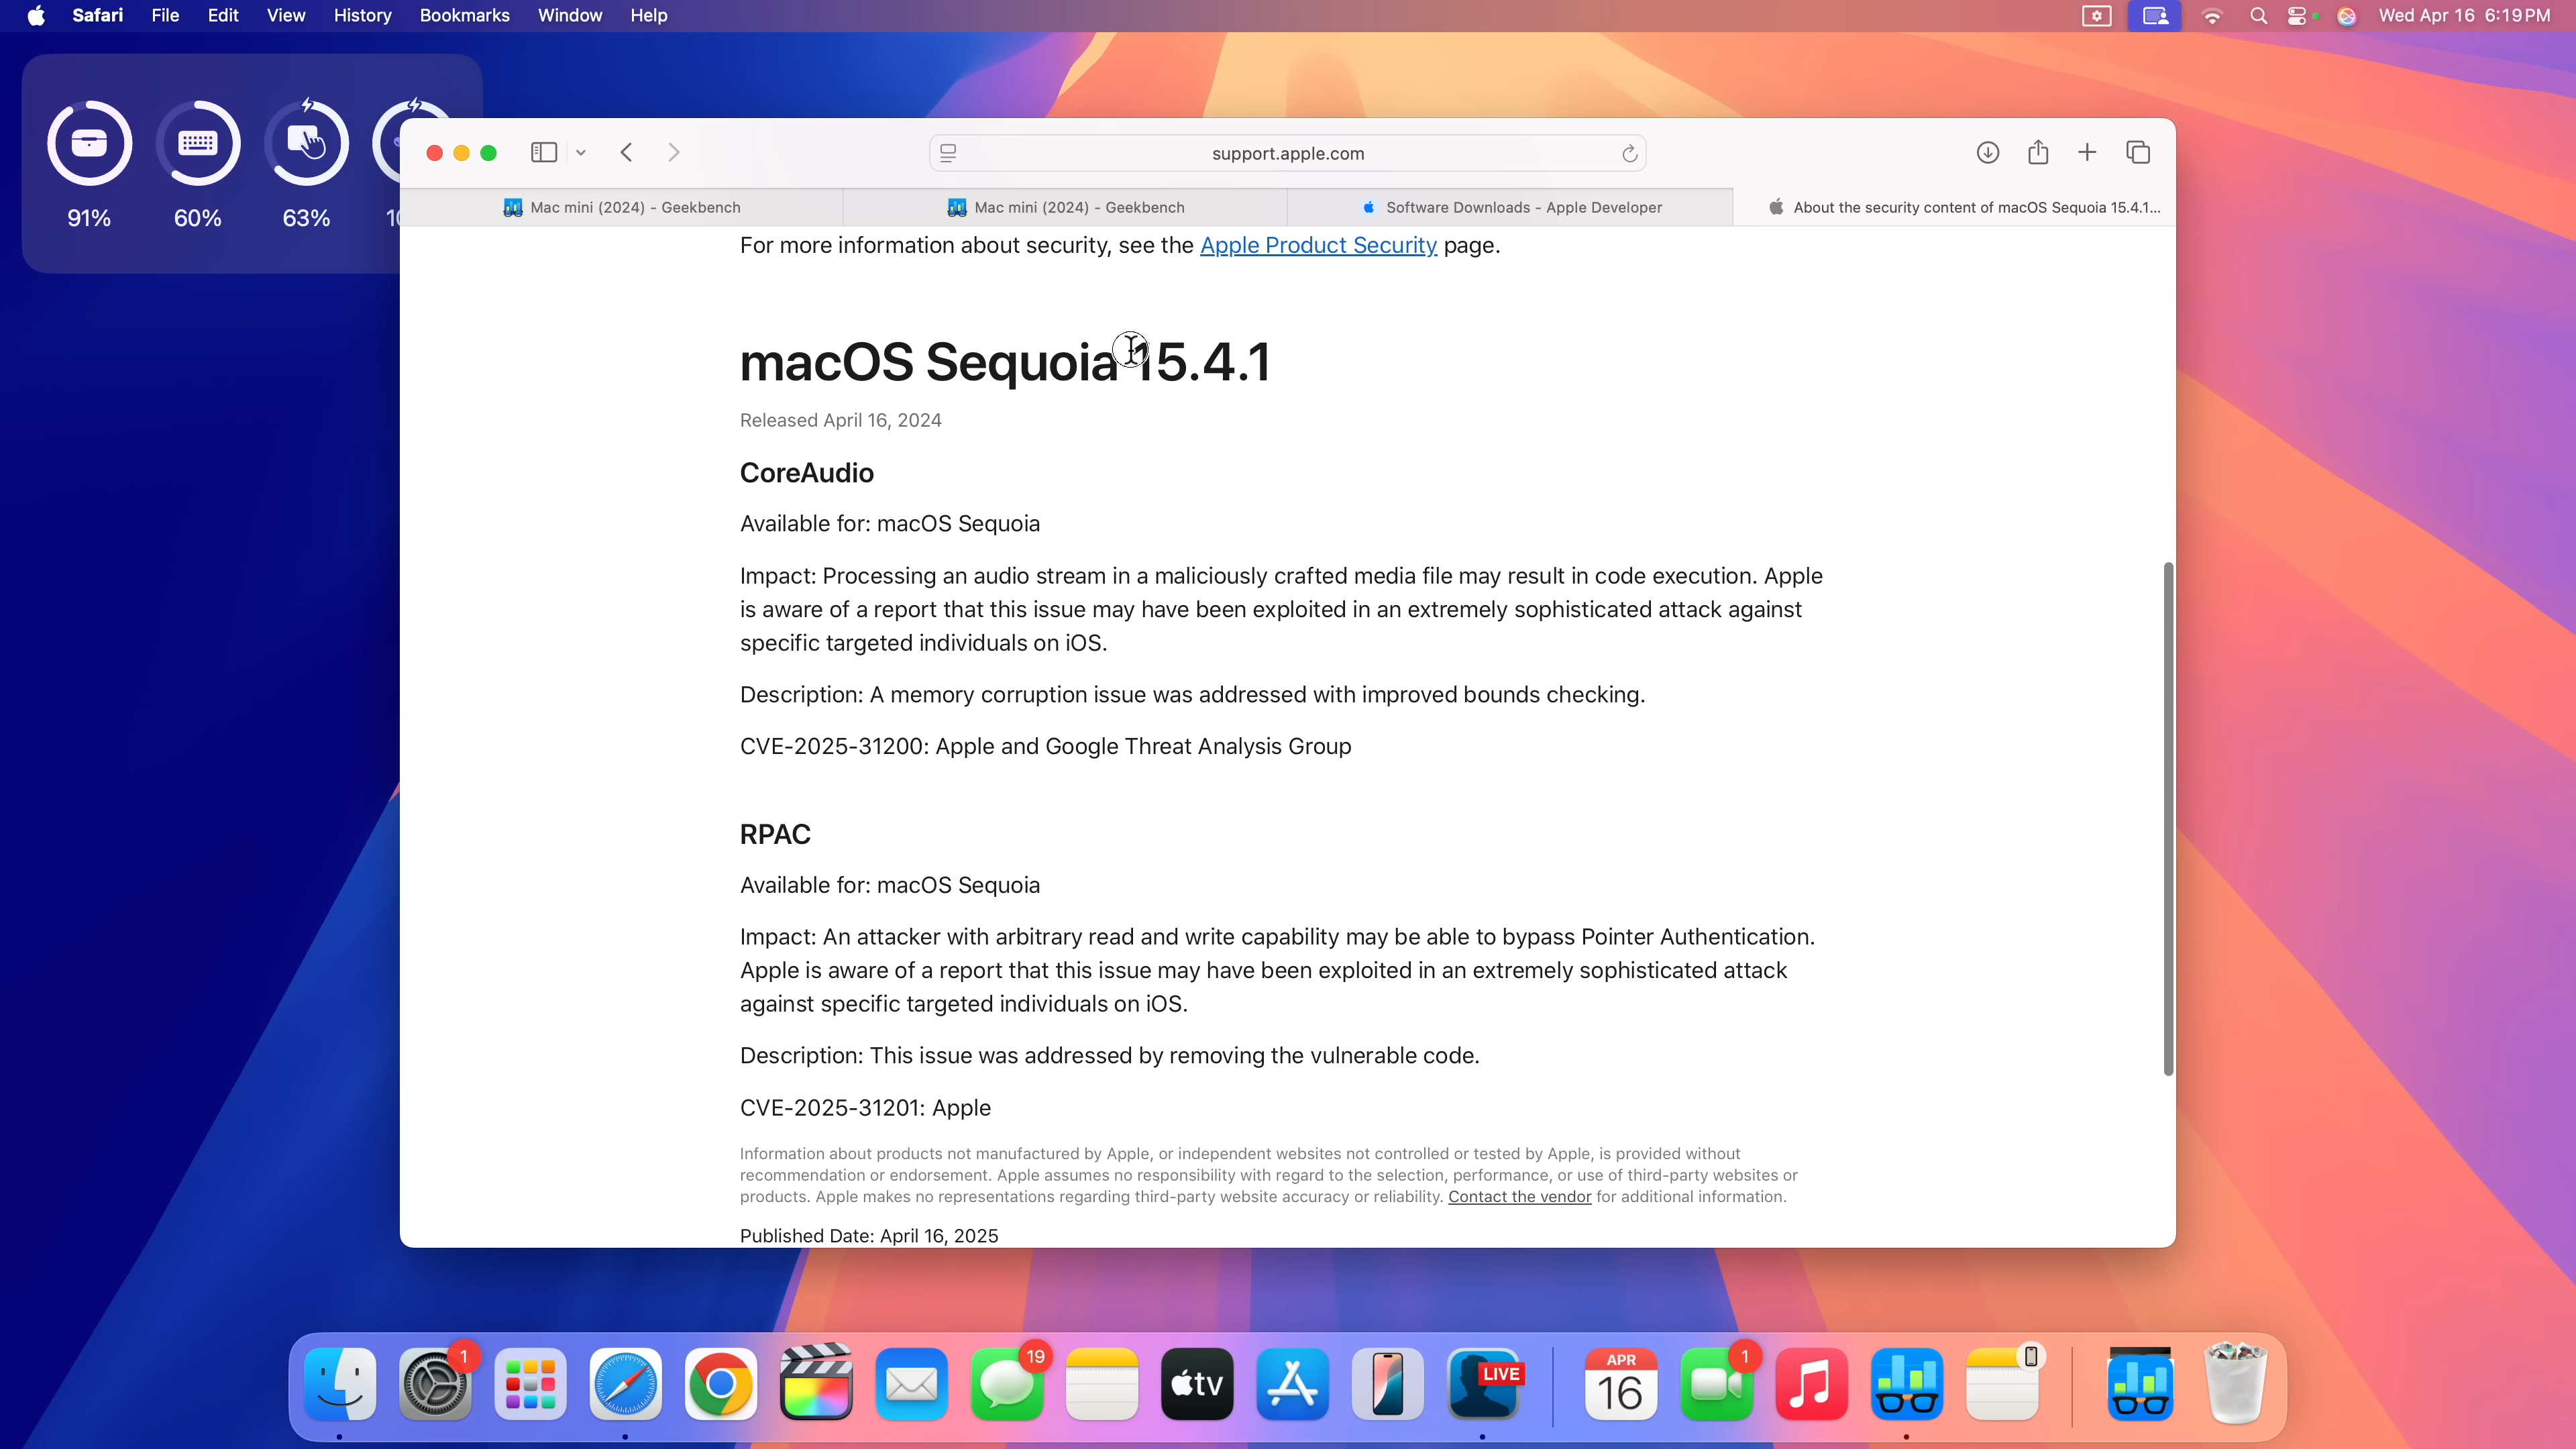 Safari File Edit View History Bookmarks Window Help
Wed Apr 16 6:19 PM
91% 60% 63%
support.apple.com
Mac mini (2024) - Geekbench
Mac mini (2024) - Geekbench
Software Downloads - Apple Developer
About the security content of macOS Sequoia 15.4.1...
For more information about security, see the Apple Product Security page.
macOS Sequoia 15.4.1
Released April 16, 2024
CoreAudio
Available for: macOS Sequoia
Impact: Processing an audio stream in a maliciously crafted media file may result in code execution. Apple
is aware of a report that this issue may have been exploited in an extremely sophisticated attack against
specific targeted individuals on iOS.
Description: A memory corruption issue was addressed with improved bounds checking.
CVE-2025-31200: Apple and Google Threat Analysis Group
RPAC
Available for: macOS Sequoia
Impact: An attacker with arbitrary read and write capability may be able to bypass Pointer Authentication.
Apple is aware of a report that this issue may have been exploited in an extremely sophisticated attack
against specific targeted individuals on iOS.
Description: This issue was addressed by removing the vulnerable code.
CVE-2025-31201: Apple
Information about products not manufactured by Apple, or independent websites not controlled or tested by Apple, is provided without
recommendation or endorsement. Apple assumes no responsibility with regard to the selection, performance, or use of third-party websites or
products. Apple makes no representations regarding third-party website accuracy or reliability. Contact the vendor for additional information.
Published Date: April 16, 2025
1
19
tv
LIVE
APR
16
1